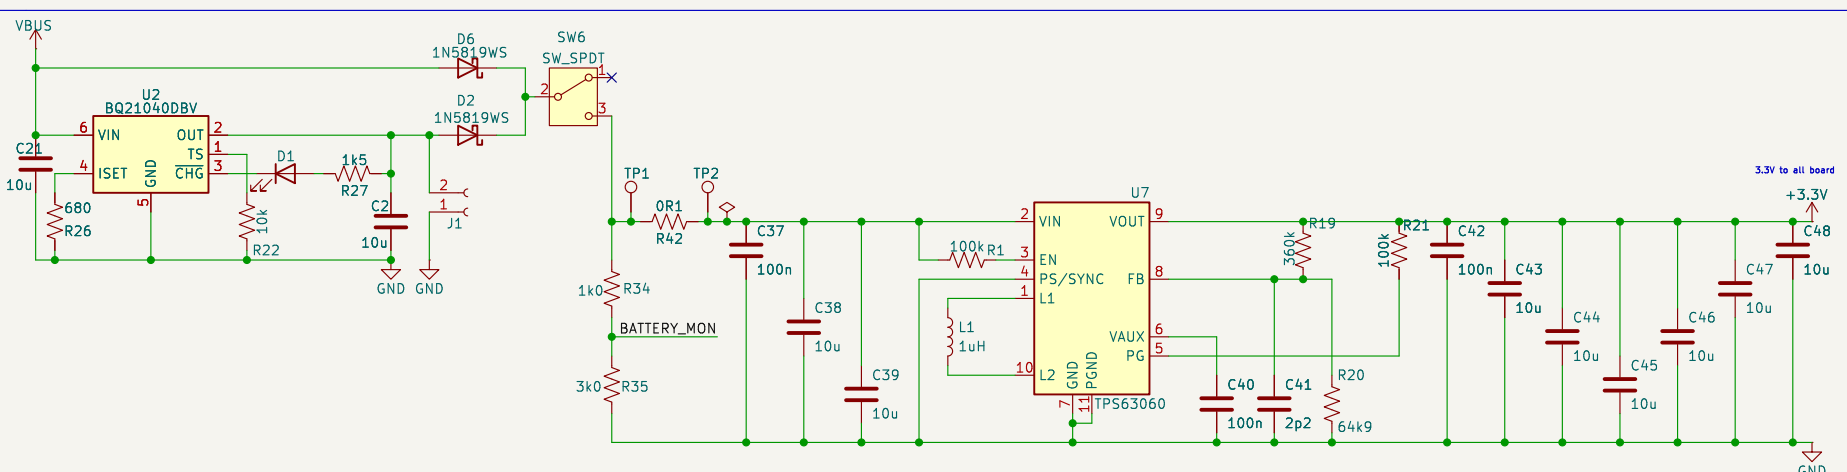 VBUS
D6
1N5819WS
SW6
SW_SPDT
1
2
3
U2
BQ21040DBV
6 VIN
OUT 2
TS 1
4 ISET
CHG 3
GND
5
D2
1N5819WS
C21
10u
680
R26
D1
1k5
R27
10k
R22
C2
10u
2
1
J1
GND
GND
TP1
TP2
0R1
R42
1k0 R34
BATTERY_MON
3k0 R35
C37
100n
C38
10u
C39
10u
100k R1
L1
1uH
U7
2 VIN
VOUT 9
3 EN
4 PS/SYNC
FB 8
1 L1
VAUX 6
PG 5
10 L2
GND
PGND
7
11
TPS63060
R19
360k
R21
100k
C40
100n
C41
2p2
R20
64k9
C42
100n
C43
10u
C44
10u
C45
10u
C46
10u
C47
10u
3.3V to all board
+3.3V
C48
10u
GND